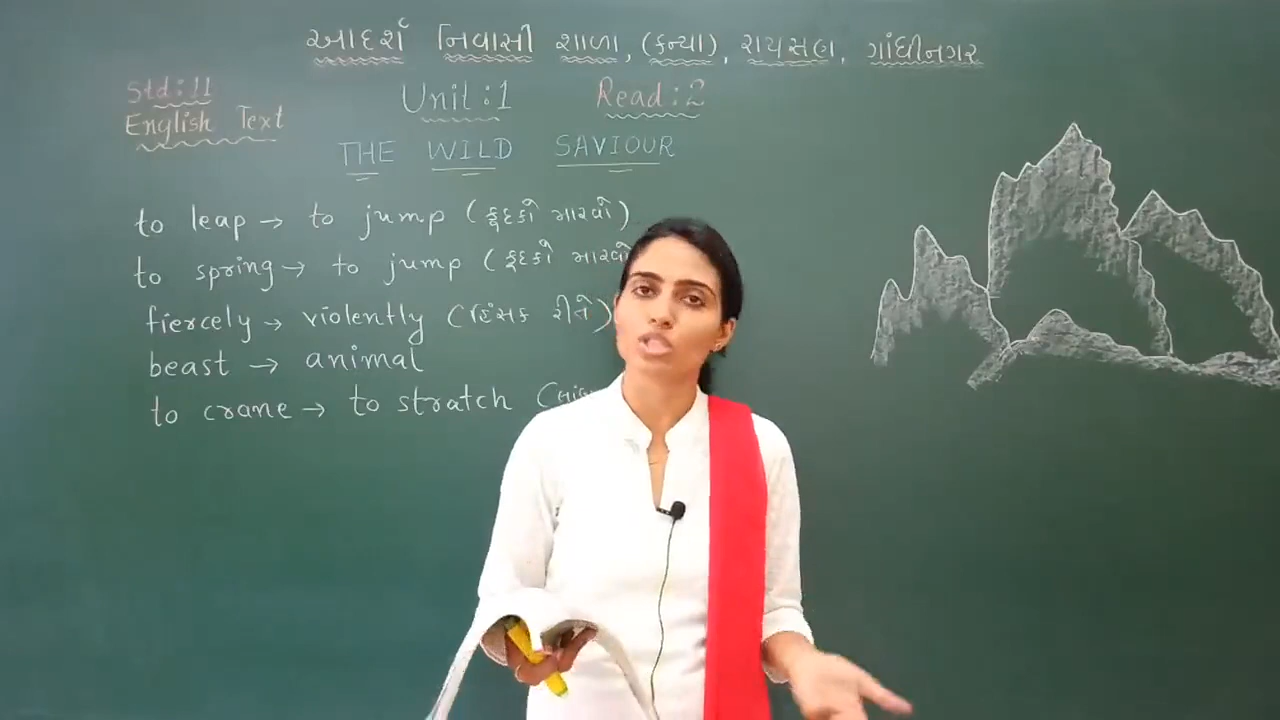 આદર્શ નિવાસી શાળા, (કન્યા), રાયસણ, ગાંધીનગર
Std:11 Unit:1 Read:2
English Text
THE WILD SAVIOUR
to leap → to jump (કૂદકો મારવો)
to spring → to jump (કૂદકો મારવો
fiercely → violently (હિંસક રીતે)
beast → animal
to crane → to stratch (